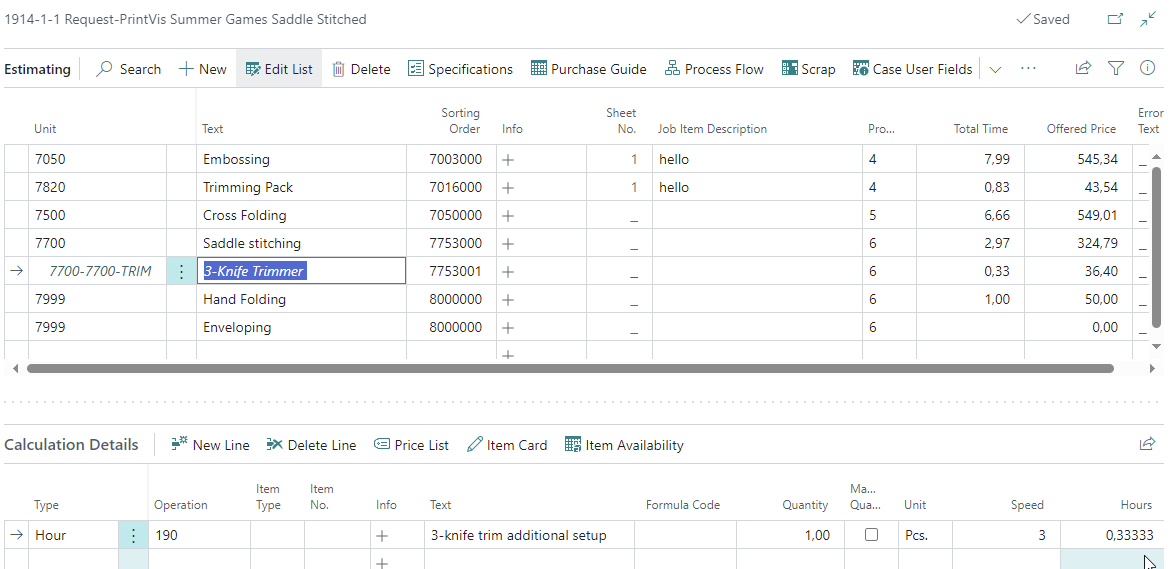 1914-1-1 Request-PrintVis Summer Games Saddle Stitched Saved
Estimating Search New Edit List Delete Specifications Purchase Guide Process Flow Scrap Case User Fields
Unit Text Sorting Order Info Sheet No. Job Item Description Pro... Total Time Offered Price Error Text
7050 Embossing 7003000 + 1 hello 4 7,99 545,34 _
7820 Trimming Pack 7016000 + 1 hello 4 0,83 43,54 _
7500 Cross Folding 7050000 + _ 5 6,66 549,01 _
7700 Saddle stitching 7753000 + _ 6 2,97 324,79 _
7700-7700-TRIM 3-Knife Trimmer 7753001 + _ 6 0,33 36,40 _
7999 Hand Folding 8000000 + _ 6 1,00 50,00 _
7999 Enveloping 8000000 + _ 6 0,00 _
+
Calculation Details New Line Delete Line Price List Item Card Item Availability
Type Operation Item Type Item No. Info Text Formula Code Quantity Ma... Qua... Unit Speed Hours
Hour 190 + 3-knife trim additional setup 1,00 Pcs. 3 0,33333
+